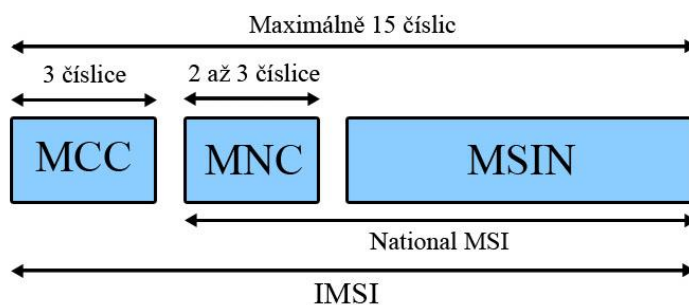 Maximálně 15 číslic
3 číslice
2 až 3 číslice
MCC
MNC
MSIN
National MSI
IMSI